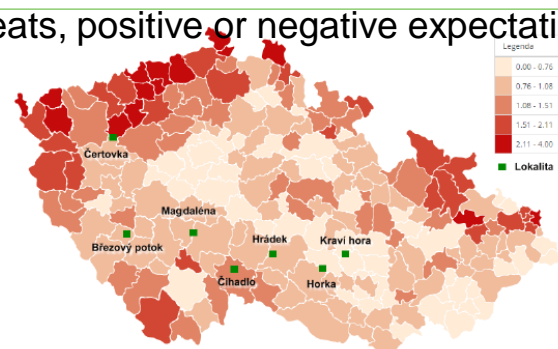 eats, positive or negative expectati
Legenda
0.00 - 0.76
0.76 - 1.08
1.08 - 1.51
1.51 - 2.11
2.11 - 4.00
Lokalita
Čertovka
Magdaléna
Březový potok
Hrádek
Kraví hora
Čihadlo
Horka